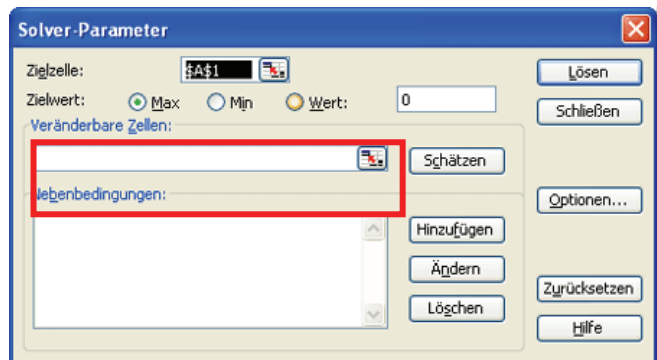 Solver-Parameter
Zielzelle: $A$1 Lösen
Zielwert: Max Min Wert: 0 Schließen
Veränderbare Zellen:
Schätzen
Nebenbedingungen: Optionen...
Hinzufügen
Ändern
Zurücksetzen
Löschen
Hilfe